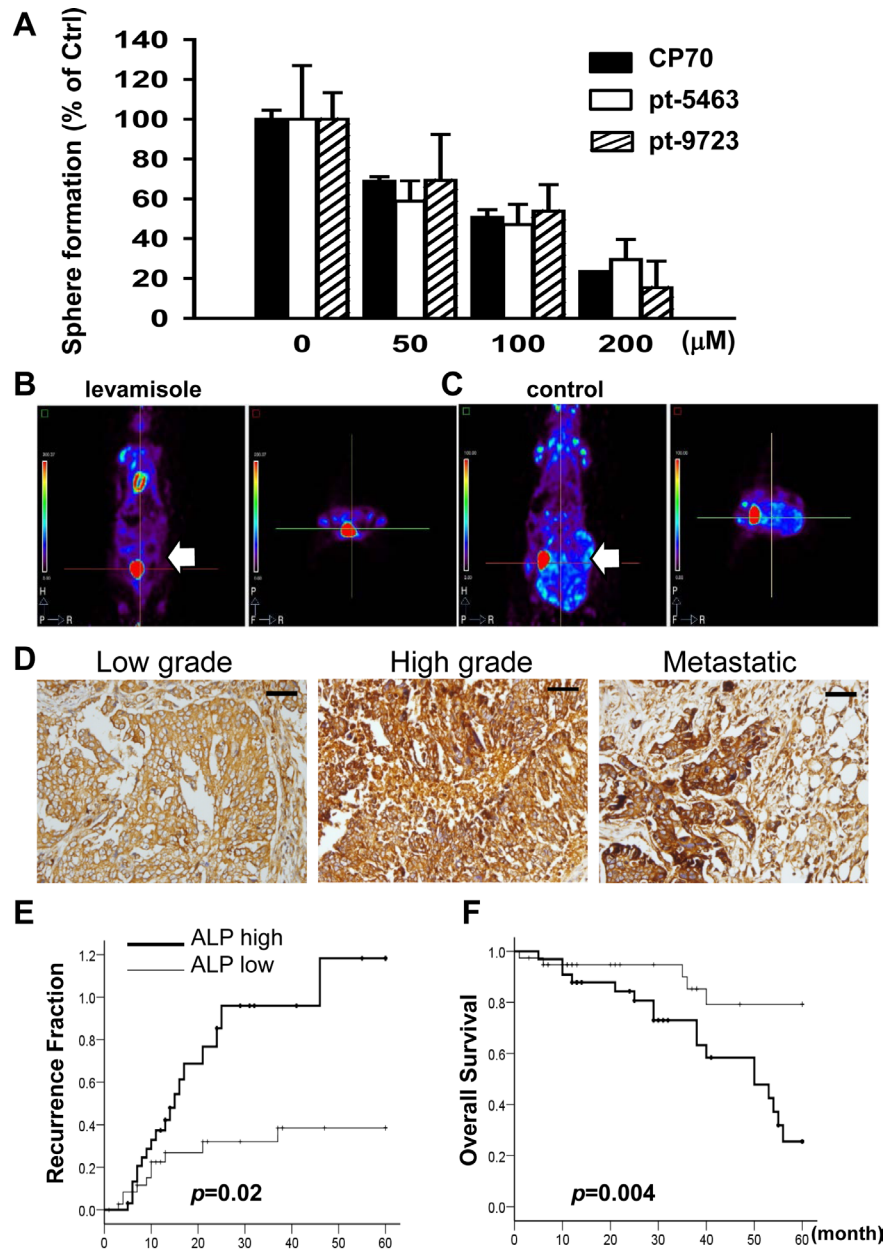 A
Sphere formation (% of Ctrl)
140
120
100
80
60
40
20
0
CP70
pt-5463
pt-9723
0 50 100 200 (μM)
B
levamisole
C
control
H
P R
P
F R
H
P R
P
F R
D
Low grade High grade Metastatic
E
ALP high
ALP low
Recurrence Fraction
1.2
1.0
0.8
0.6
0.4
0.2
0.0
p=0.02
0 10 20 30 40 50 60
F
Overall Survival
1.0
0.8
0.6
0.4
0.2
0.0
p=0.004
0 10 20 30 40 50 60 (month)